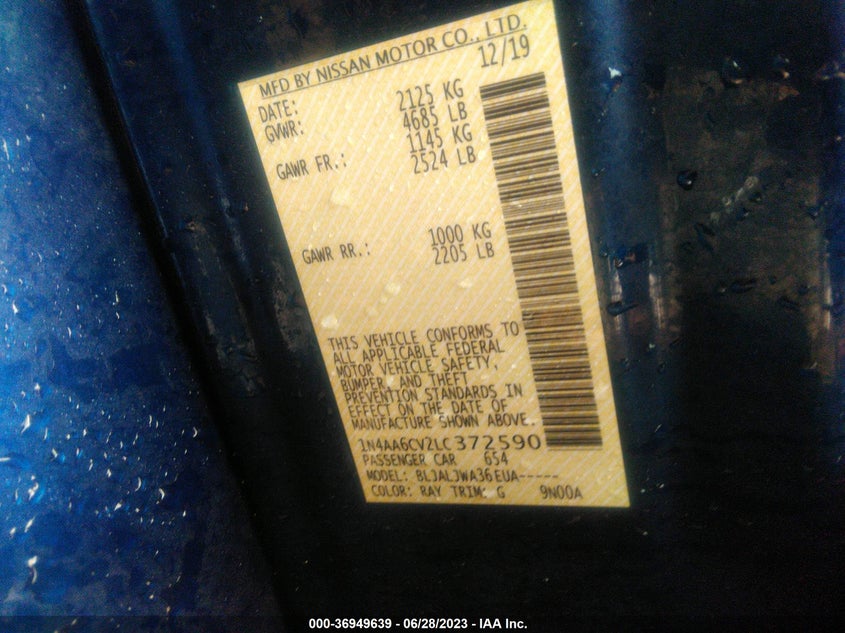 MFD BY NISSAN MOTOR CO., LTD.
DATE: 12/19
GVWR: 2125 KG
4685 LB
GAWR FR.: 1145 KG
2524 LB
GAWR RR.: 1000 KG
2205 LB
THIS VEHICLE CONFORMS TO
ALL APPLICABLE FEDERAL
MOTOR VEHICLE SAFETY,
BUMPER, AND THEFT
PREVENTION STANDARDS IN
EFFECT ON THE DATE OF
MANUFACTURE SHOWN ABOVE.
1N4AA6CV2LC372590
PASSENGER CAR 654
MODEL: BLJALJWA36EUA-----
COLOR: RAY TRIM: G 9N00A
000-36949639 - 06/28/2023 - IAA Inc.